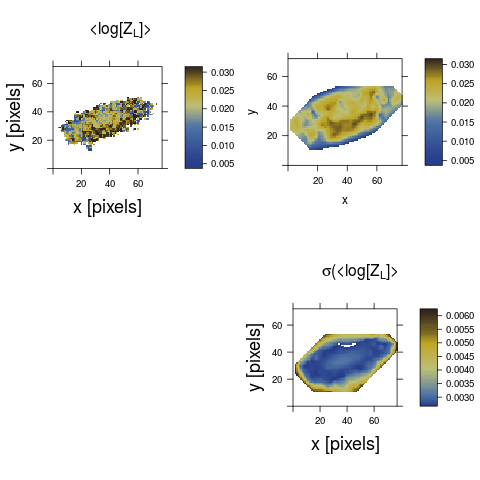 <log[Z_L]>
y [pixels]
60
40
20
20 40 60
x [pixels]
0.030
0.025
0.020
0.015
0.010
0.005
y
60
40
20
20 40 60
x
0.030
0.025
0.020
0.015
0.010
0.005
σ(<log[Z_L]>
y [pixels]
60
40
20
20 40 60
x [pixels]
0.0060
0.0055
0.0050
0.0045
0.0040
0.0035
0.0030